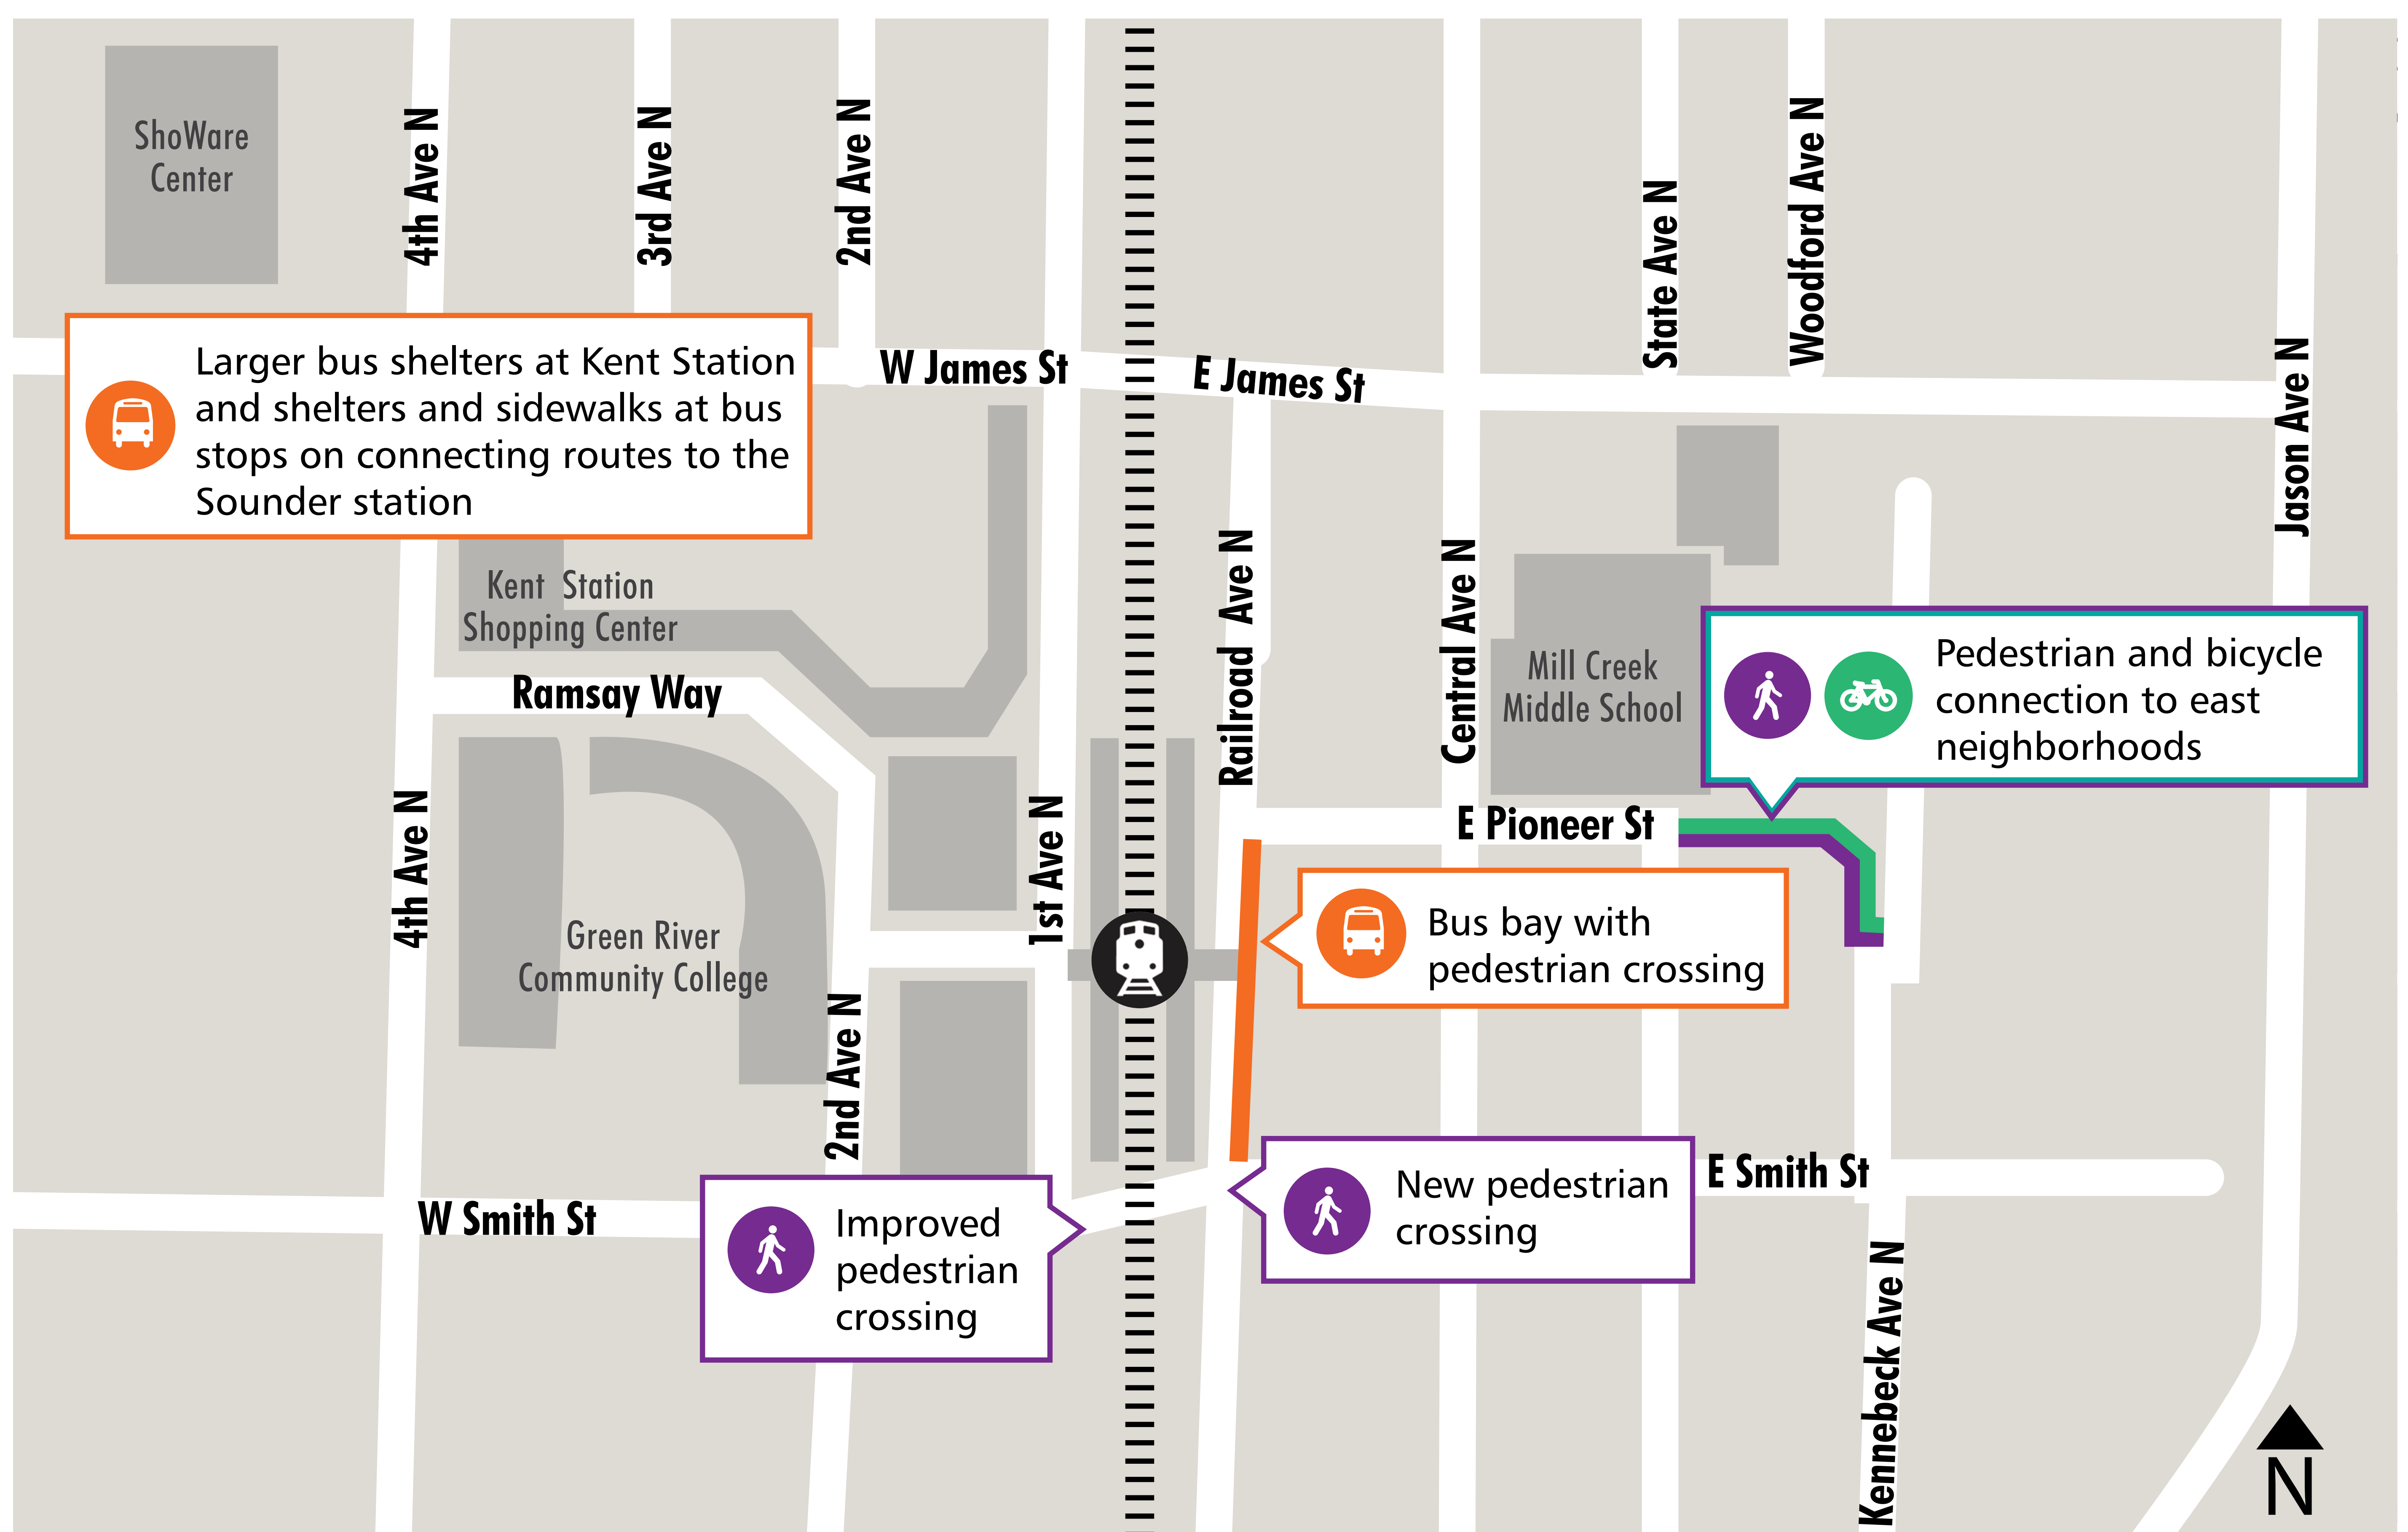 ShoWare
Center
4th Ave N
3rd Ave N
2nd Ave N
State Ave N
Woodford Ave N
W James St
E James St
Jason Ave N
Larger bus shelters at Kent Station
and shelters and sidewalks at bus
stops on connecting routes to the
Sounder station
Kent Station
Shopping Center
Ramsay Way
Railroad Ave N
Central Ave N
Mill Creek
Middle School
Pedestrian and bicycle
connection to east
neighborhoods
4th Ave N
1st Ave N
E Pioneer St
Green River
Community College
Bus bay with
pedestrian crossing
2nd Ave N
W Smith St
Improved
pedestrian
crossing
New pedestrian
crossing
E Smith St
Kennebeck Ave N
N